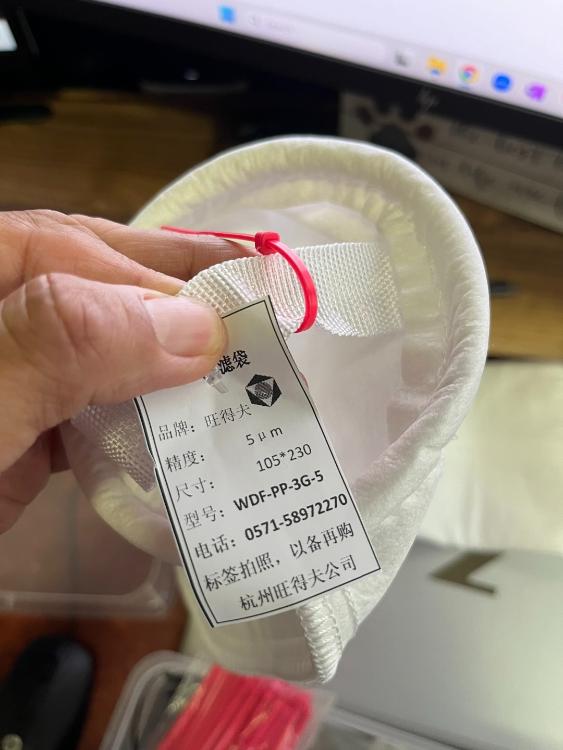 滤袋
品牌：旺得夫
精度： 5μm
尺寸： 105*230
型号：WDF-PP-3G-5
电话：0571-58972270
标签拍照，以备再购
杭州旺得夫公司